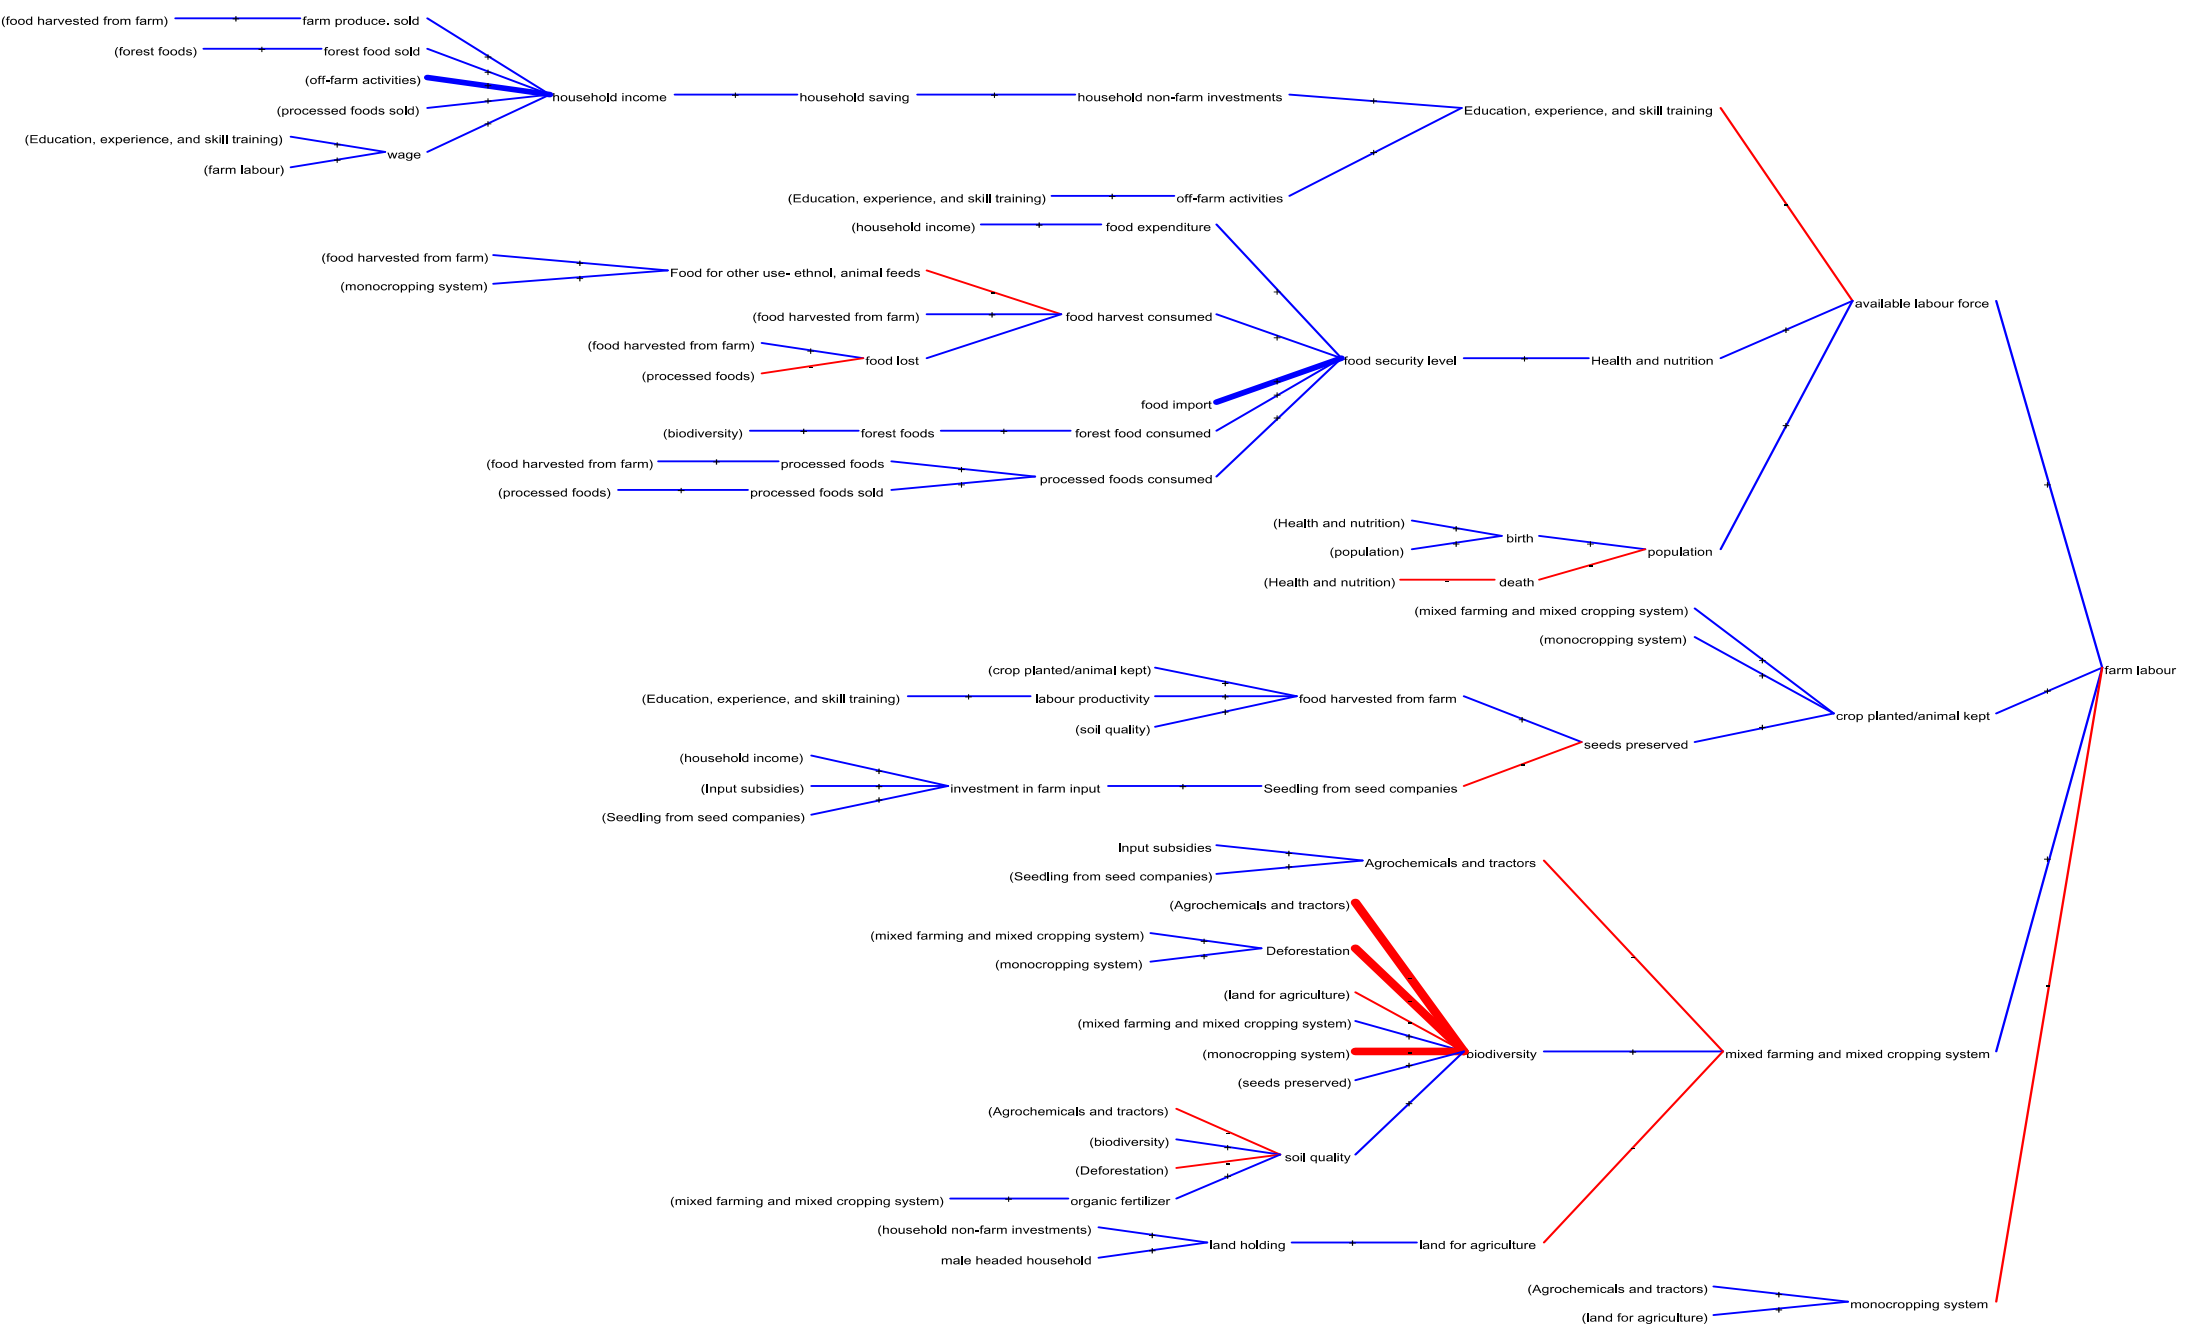 (food harvested from farm) + farm produce. sold
(forest foods) + forest food sold
(off-farm activities)
(processed foods sold)
(Education, experience, and skill training)
(farm labour)
wage
household income + household saving + household non-farm investments
Education, experience, and skill training
(Education, experience, and skill training) + off-farm activities
(household income) + food expenditure
(food harvested from farm)
(monocropping system)
Food for other use- ethnol, animal feeds
(food harvested from farm)
food harvest consumed
(food harvested from farm)
(processed foods)
food lost
available labour force
food security level + Health and nutrition
food import
(biodiversity) + forest foods + forest food consumed
(food harvested from farm) + processed foods
(processed foods) + processed foods sold
processed foods consumed
(Health and nutrition)
(population)
birth
population
(Health and nutrition) - death
(mixed farming and mixed cropping system)
(monocropping system)
farm labour
(crop planted/animal kept)
(Education, experience, and skill training) + labour productivity
food harvested from farm
(soil quality)
crop planted/animal kept
seeds preserved
(household income)
(Input subsidies)
(Seedling from seed companies)
investment in farm input + Seedling from seed companies
Input subsidies
(Seedling from seed companies)
Agrochemicals and tractors
(Agrochemicals and tractors)
(mixed farming and mixed cropping system)
(monocropping system)
Deforestation
(land for agriculture)
(mixed farming and mixed cropping system)
(monocropping system)
biodiversity + mixed farming and mixed cropping system
(seeds preserved)
(Agrochemicals and tractors)
(biodiversity)
(Deforestation)
soil quality
(mixed farming and mixed cropping system) + organic fertilizer
(household non-farm investments)
male headed household
land holding + land for agriculture
(Agrochemicals and tractors)
(land for agriculture)
monocropping system